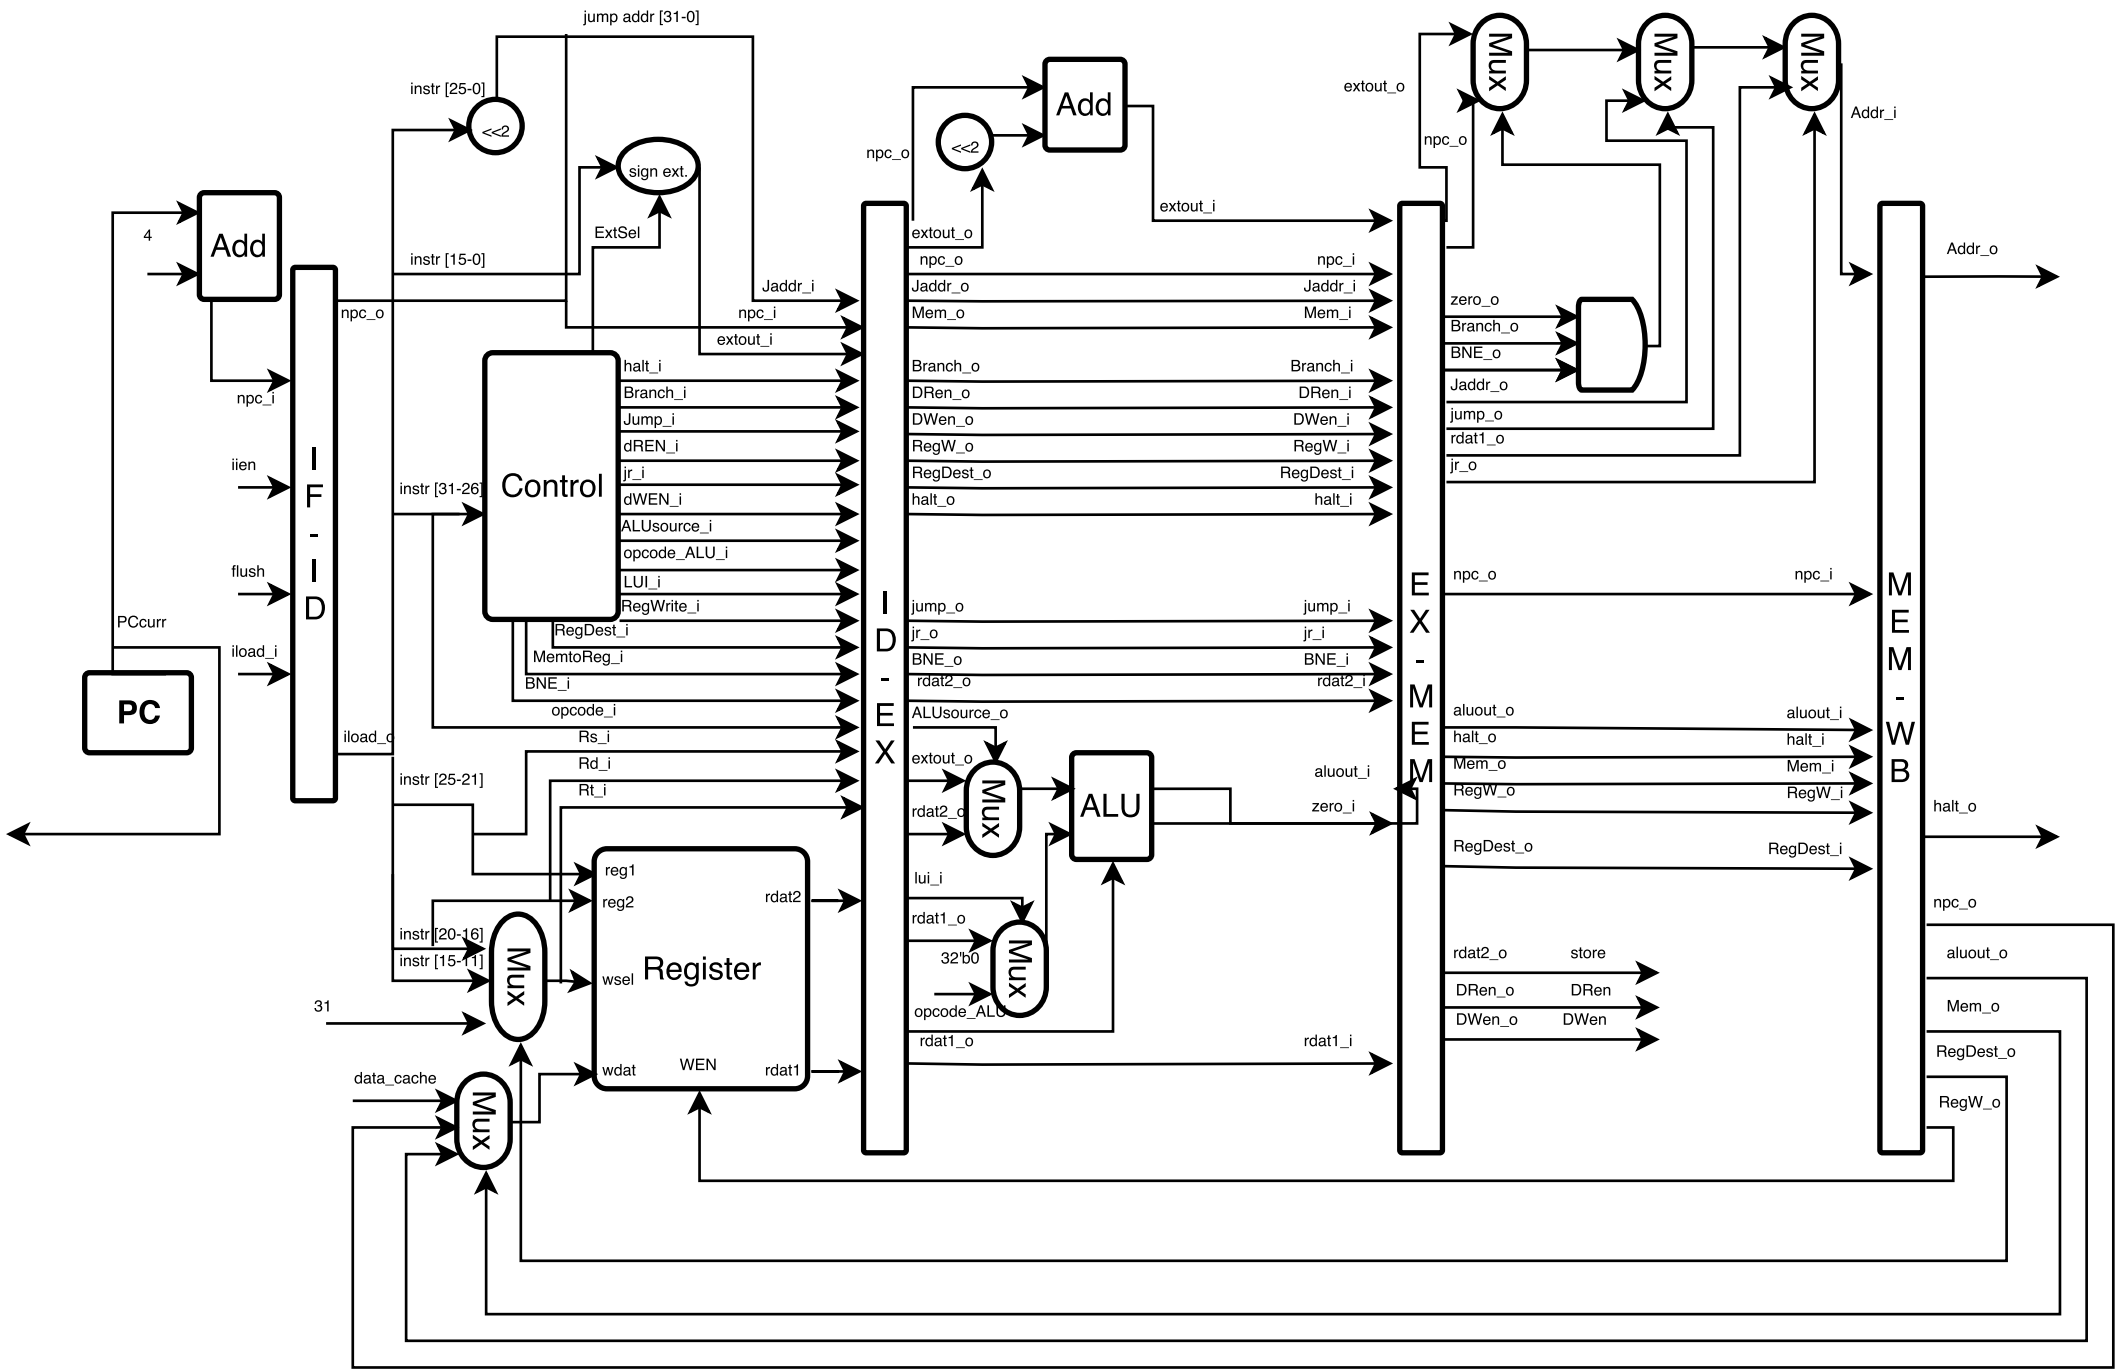 jump addr [31-0]
instr [25-0]
<<2
sign ext.
ExtSel
instr [15-0]
4
Add
npc_i
iien
flush
iload_i
PCcurr
PC
I
F
-
I
D
npc_o
iload_o
instr [31-26]
instr [25-21]
instr [20-16]
instr [15-11]
31
data_cache
Mux
Mux
Control
halt_i
Branch_i
Jump_i
dREN_i
jr_i
dWEN_i
ALUsource_i
opcode_ALU_i
LUI_i
RegWrite_i
RegDest_i
MemtoReg_i
BNE_i
opcode_i
Rs_i
Rd_i
Rt_i
Jaddr_i
npc_i
extout_i
reg1
reg2
wsel
wdat
Register
WEN
rdat2
rdat1
I
D
-
E
X
npc_o
<<2
Add
extout_o
extout_i
npc_o
npc_i
Jaddr_o
Jaddr_i
Mem_o
Mem_i
Branch_o
Branch_i
DRen_o
DRen_i
DWen_o
DWen_i
RegW_o
RegW_i
RegDest_o
RegDest_i
halt_o
halt_i
jump_o
jump_i
jr_o
jr_i
BNE_o
BNE_i
rdat2_o
rdat2_i
ALUsource_o
extout_o
rdat2_o
Mux
ALU
aluout_i
zero_i
lui_i
rdat1_o
32'b0
Mux
opcode_ALU
rdat1_o
rdat1_i
E
X
-
M
E
M
extout_o
npc_o
Mux
Mux
Mux
Addr_i
zero_o
Branch_o
BNE_o
Jaddr_o
jump_o
rdat1_o
jr_o
npc_o
npc_i
aluout_o
aluout_i
halt_o
halt_i
Mem_o
Mem_i
RegW_o
RegW_i
RegDest_o
RegDest_i
rdat2_o
store
DRen_o
DRen
DWen_o
DWen
M
E
M
-
W
B
Addr_o
halt_o
npc_o
aluout_o
Mem_o
RegDest_o
RegW_o